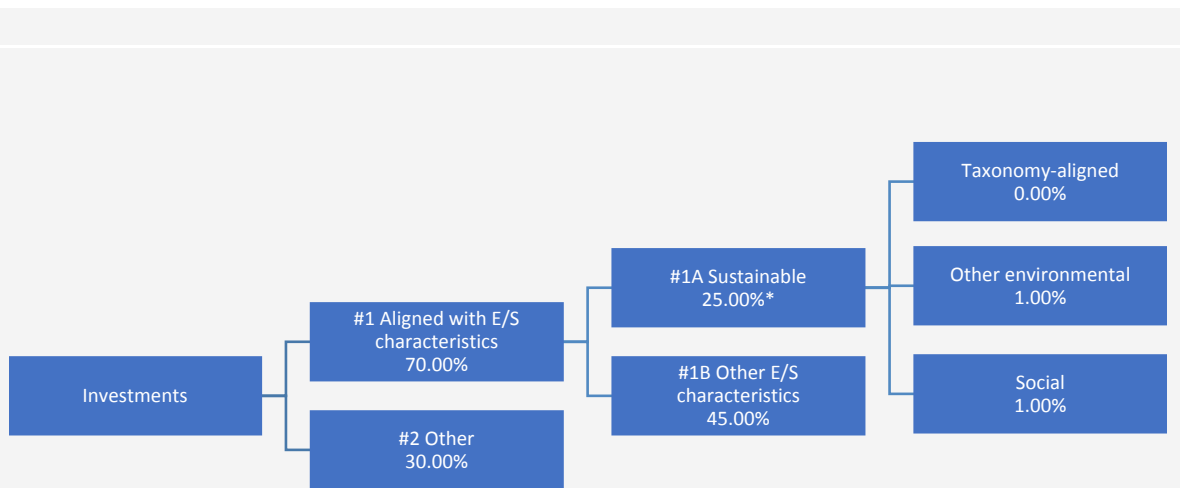 Investments
#1 Aligned with E/S
characteristics
70.00%
#2 Other
30.00%
#1A Sustainable
25.00%*
#1B Other E/S
characteristics
45.00%
Taxonomy-aligned
0.00%
Other environmental
1.00%
Social
1.00%